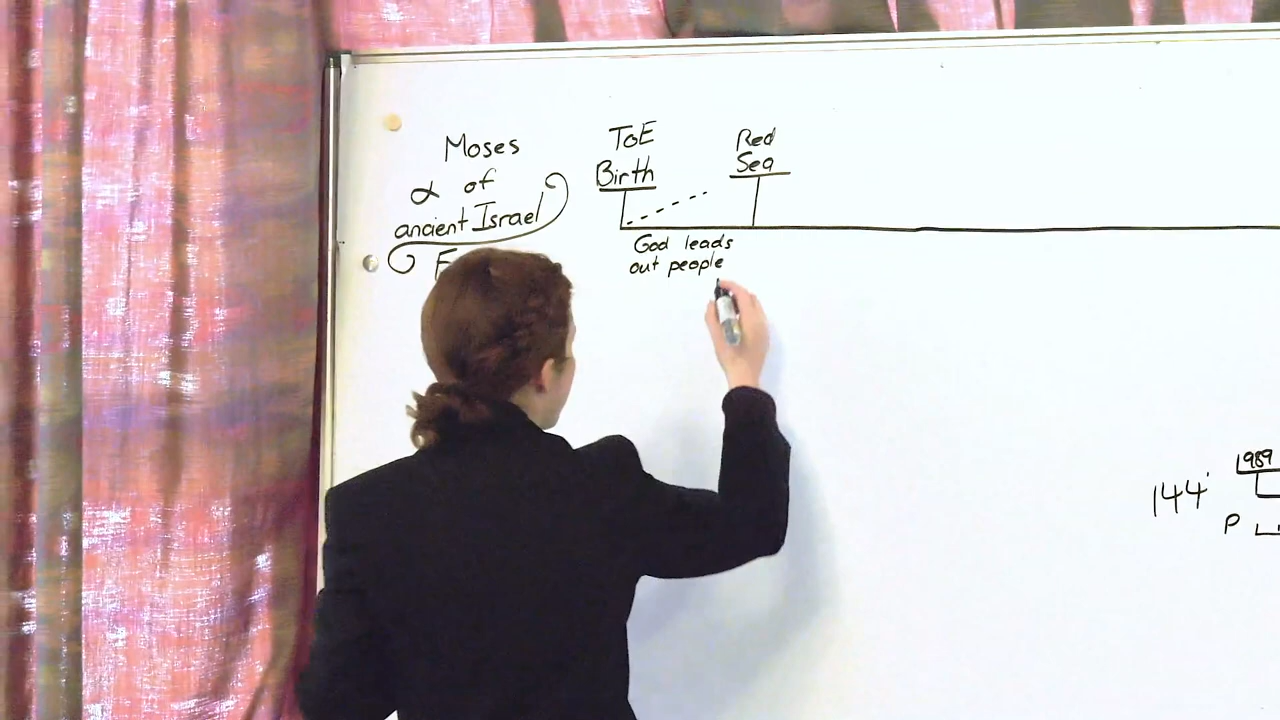 Moses
α of
ancient Israel
F
ToE
Birth
Red
Sea
God leads
out people
144
1989
P